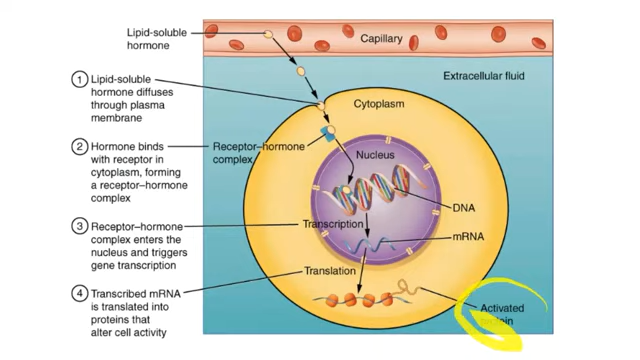 Lipid-soluble
hormone
Capillary
Extracellular fluid
1 Lipid-soluble
hormone diffuses
through plasma
membrane
Cytoplasm
2 Hormone binds
with receptor in
cytoplasm, forming
a receptor–hormone
complex
Receptor–hormone
complex
Nucleus
DNA
3 Receptor–hormone
complex enters the
nucleus and triggers
gene transcription
Transcription
mRNA
Translation
4 Transcribed mRNA
is translated into
proteins that
alter cell activity
Activated
protein